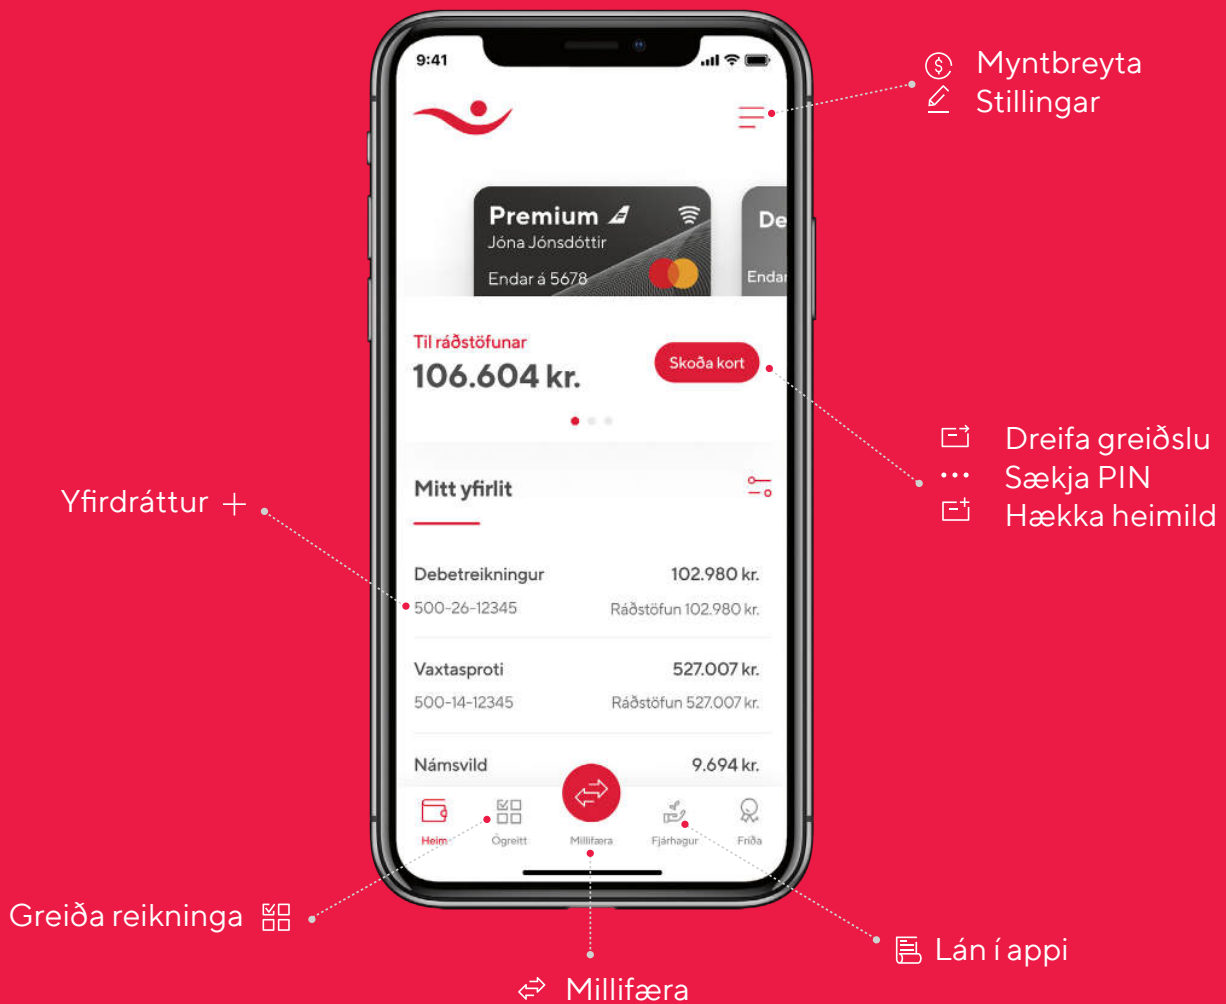 9:41
Myntbreyta
Stillingar
Premium
Jóna Jónsdóttir
Endar á 5678
De
Endar
Til ráðstöfunar
106.604 kr.
Skoða kort
Dreifa greiðslu
Sækja PIN
Hækka heimild
Mitt yfirlit
Yfirdráttur +
Debetreikningur 102.980 kr.
500-26-12345 Ráðstöfun 102.980 kr.
Vaxtasproti 527.007 kr.
500-14-12345 Ráðstöfun 527.007 kr.
Námsvild 9.694 kr.
Heim Ógreitt Millifæra Fjárhagur Fríða
Greiða reikninga
Lán í appi
Millifæra